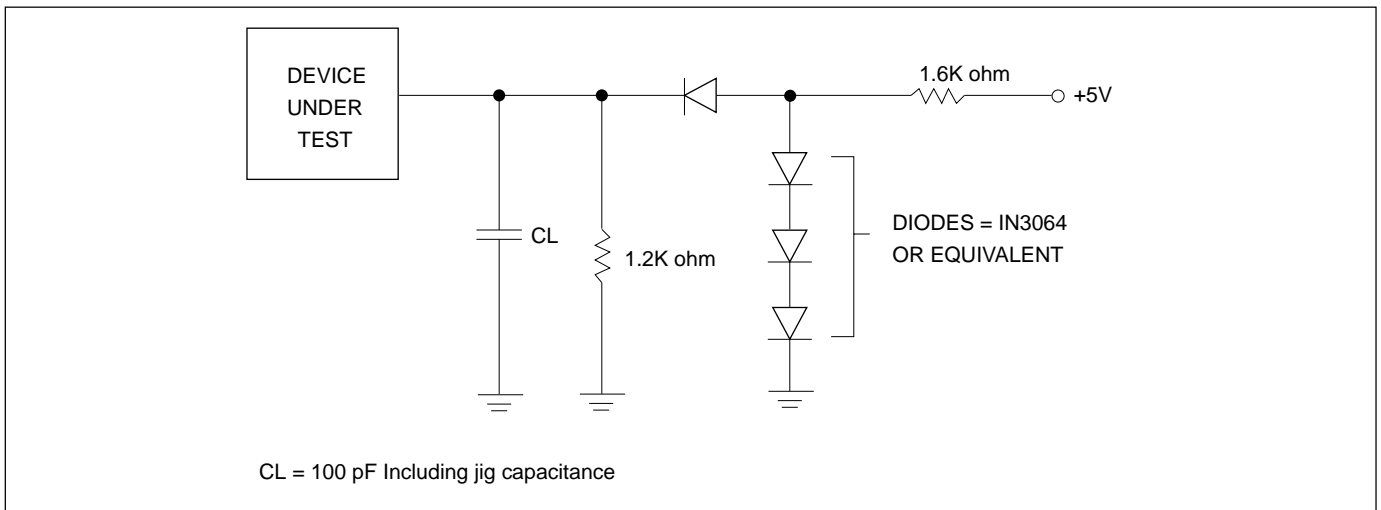 DEVICE
UNDER
TEST
1.6K ohm
+5V
CL
1.2K ohm
DIODES = IN3064
OR EQUIVALENT
CL = 100 pF Including jig capacitance